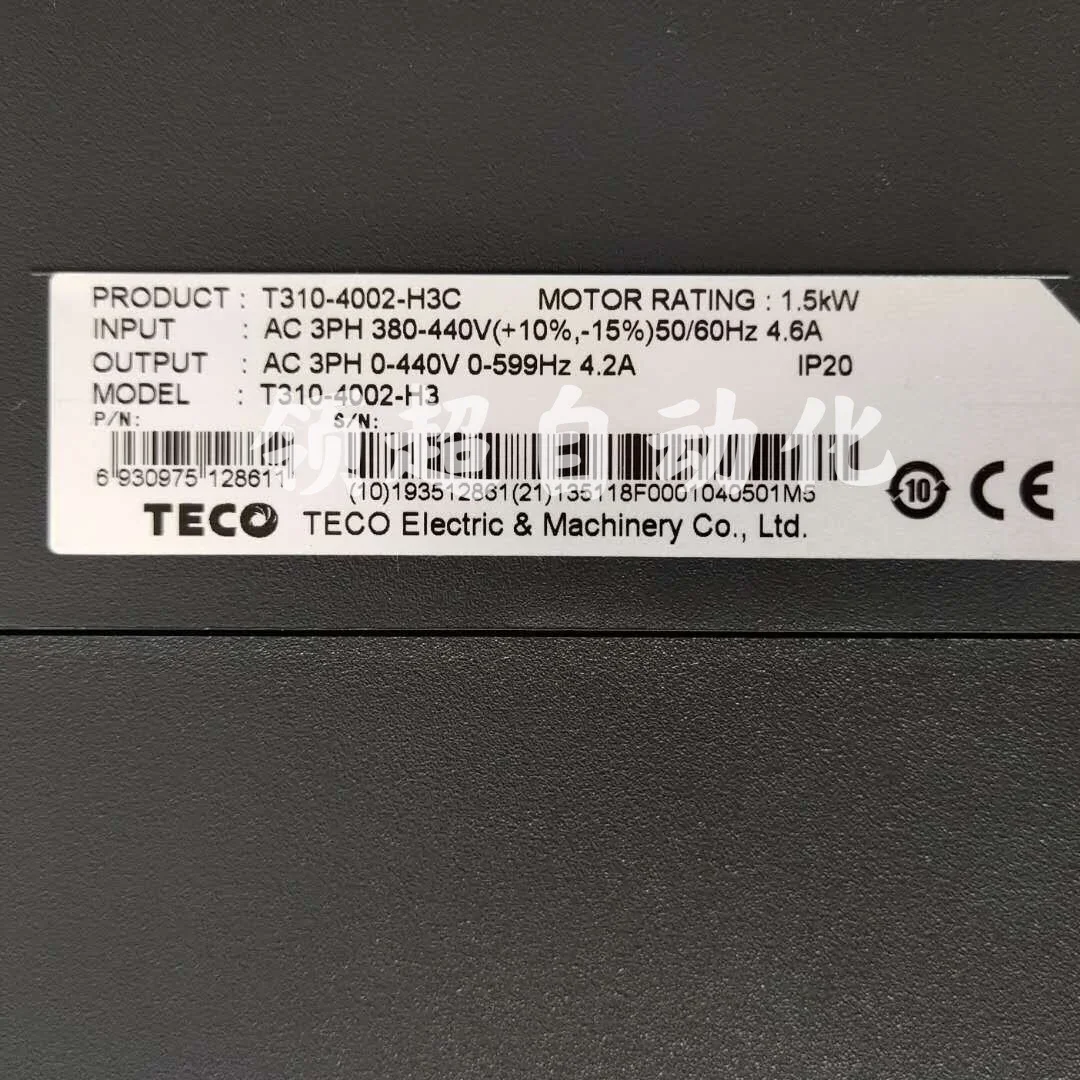 PRODUCT : T310-4002-H3C MOTOR RATING : 1.5kW
INPUT : AC 3PH 380-440V(+10%,-15%)50/60Hz 4.6A
OUTPUT : AC 3PH 0-440V 0-599Hz 4.2A IP20
MODEL : T310-4002-H3
P/N: S/N:
领超自动化
6 930975 128611
(10)193512861(21)135118F0001040501M5
10 CE
TECO TECO Electric & Machinery Co., Ltd.